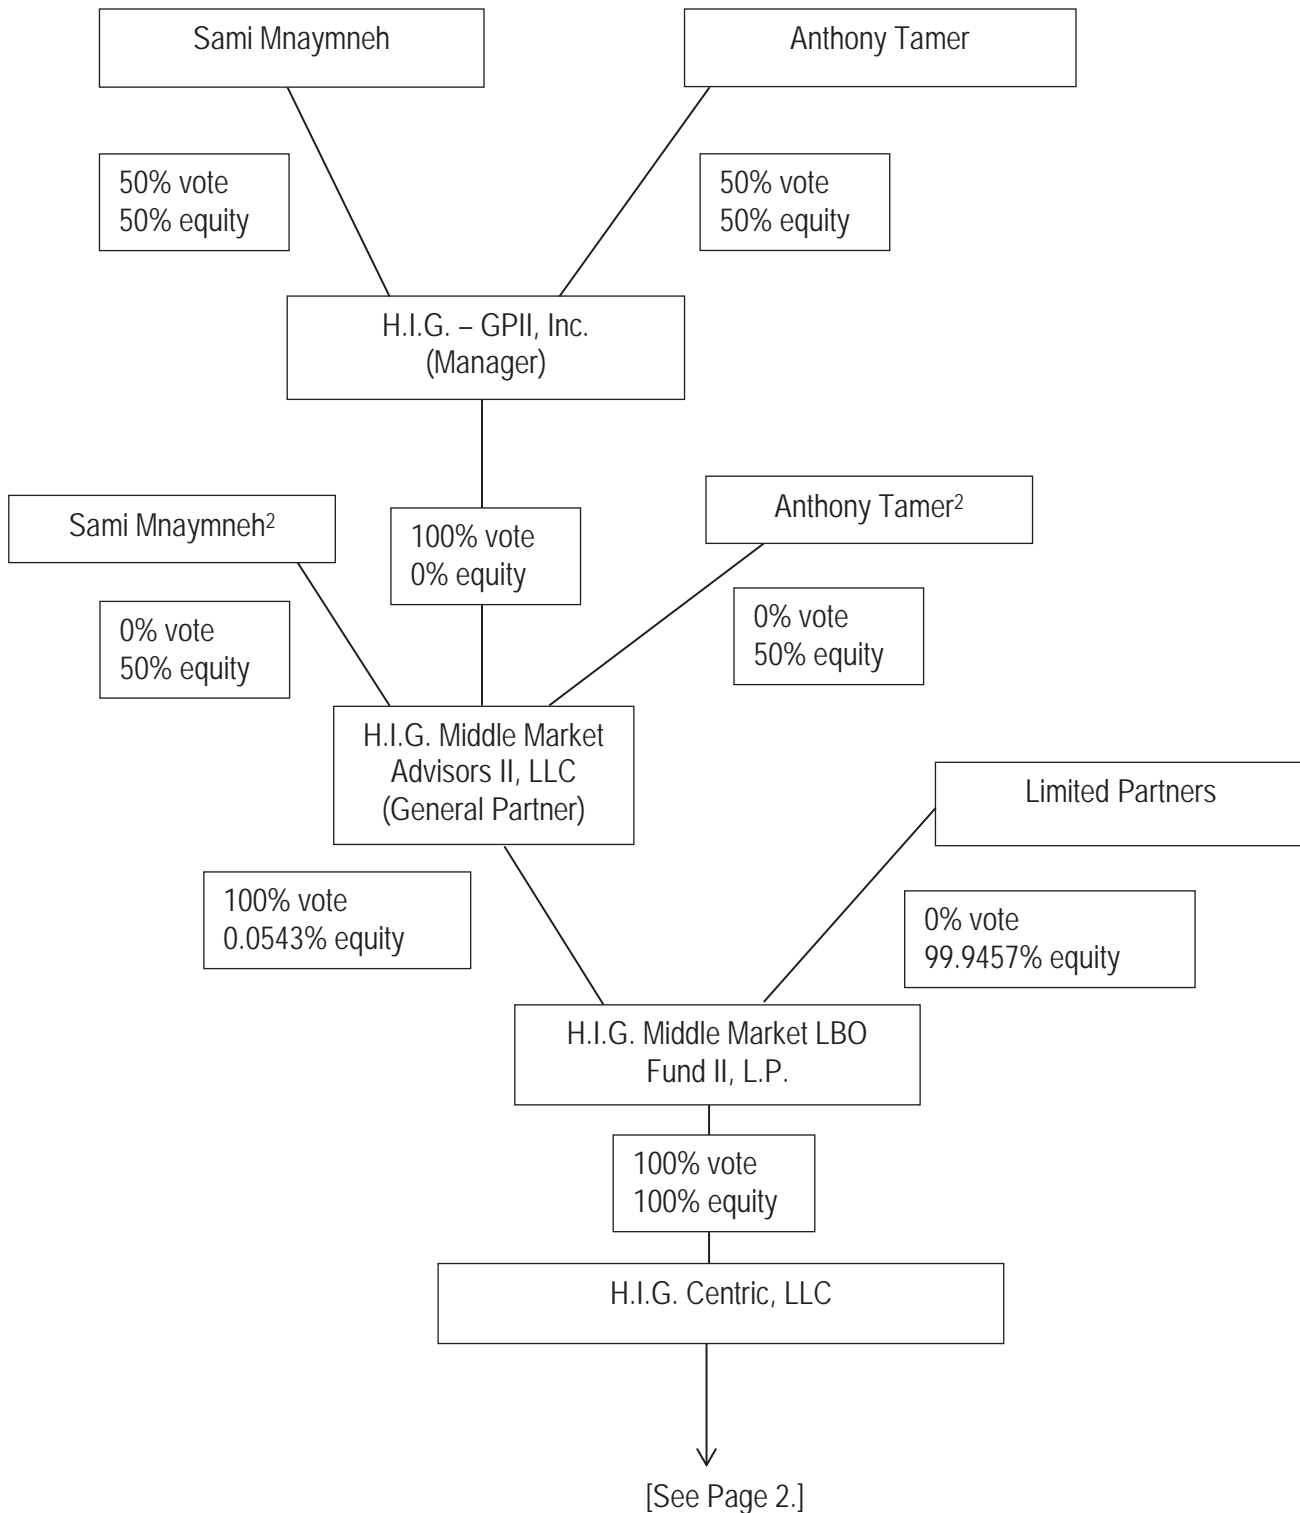 Sami Mnaymneh
Anthony Tamer
50% vote
50% equity
50% vote
50% equity
H.I.G. – GPII, Inc.
(Manager)
Sami Mnaymneh²
100% vote
0% equity
Anthony Tamer²
0% vote
50% equity
0% vote
50% equity
H.I.G. Middle Market
Advisors II, LLC
(General Partner)
Limited Partners
100% vote
0.0543% equity
0% vote
99.9457% equity
H.I.G. Middle Market LBO
Fund II, L.P.
100% vote
100% equity
H.I.G. Centric, LLC
[See Page 2.]